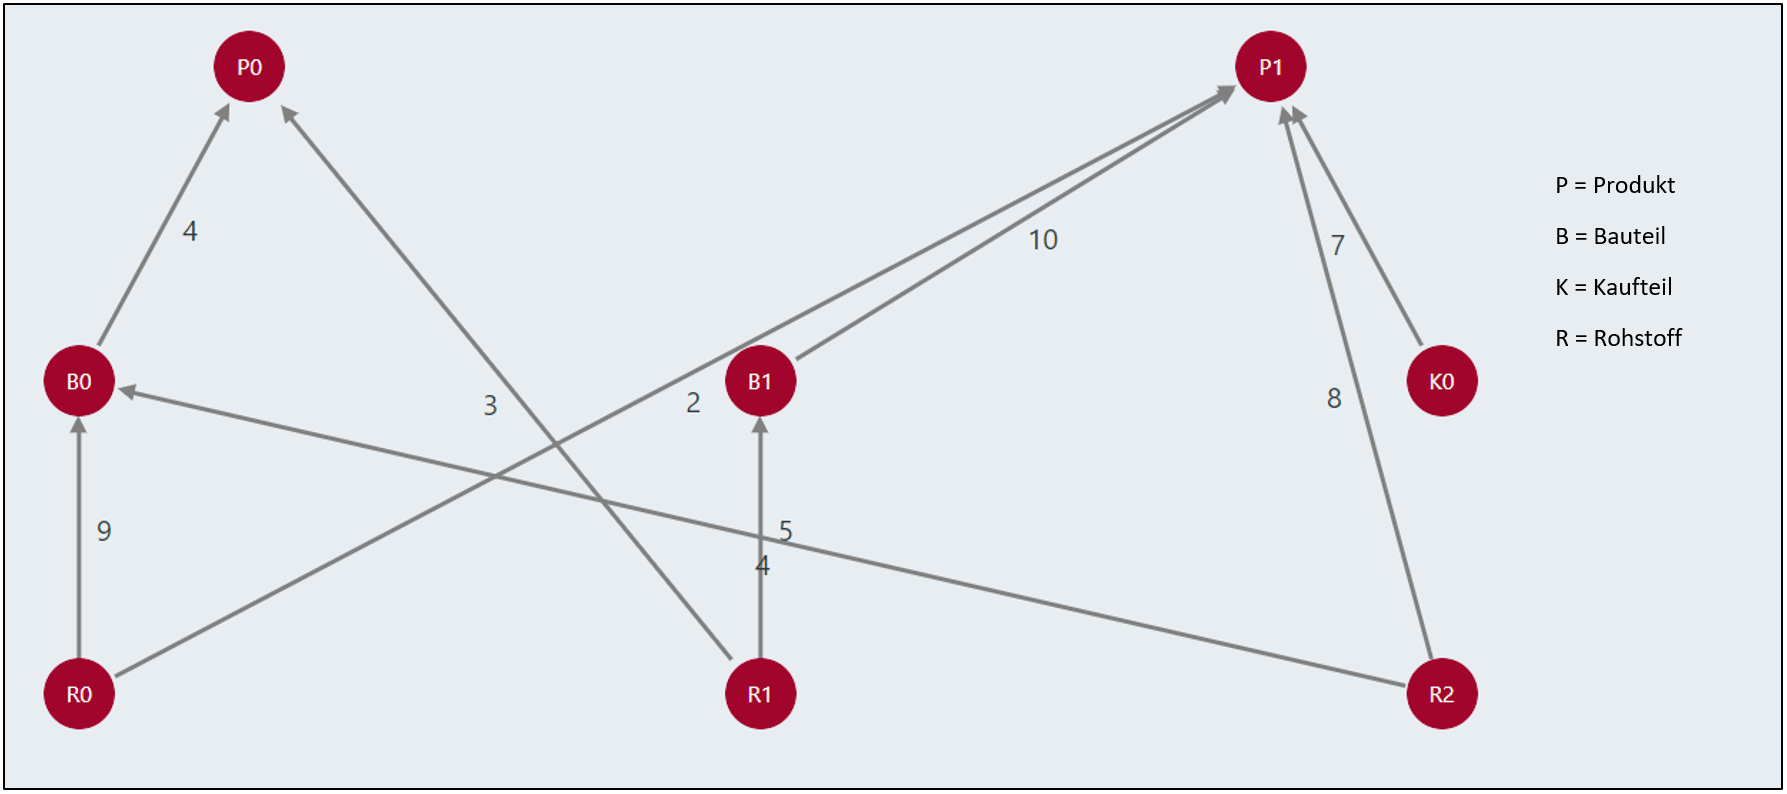 P0
P1
P = Produkt
4
10
7
B = Bauteil
K = Kaufteil
R = Rohstoff
B0
B1
K0
3
2
8
9
5
4
R0
R1
R2